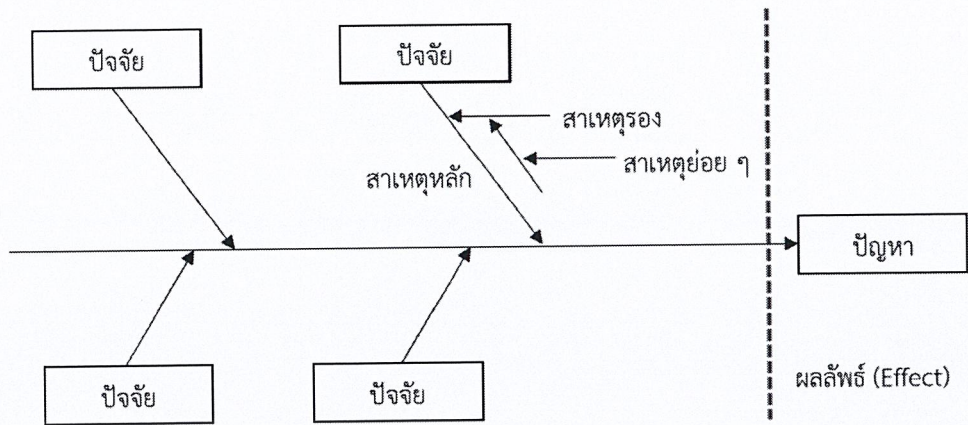 ปัจจัย
ปัจจัย
สาเหตุรอง
สาเหตุย่อย ๆ
สาเหตุหลัก
ปัญหา
ปัจจัย
ปัจจัย
ผลลัพธ์ (Effect)